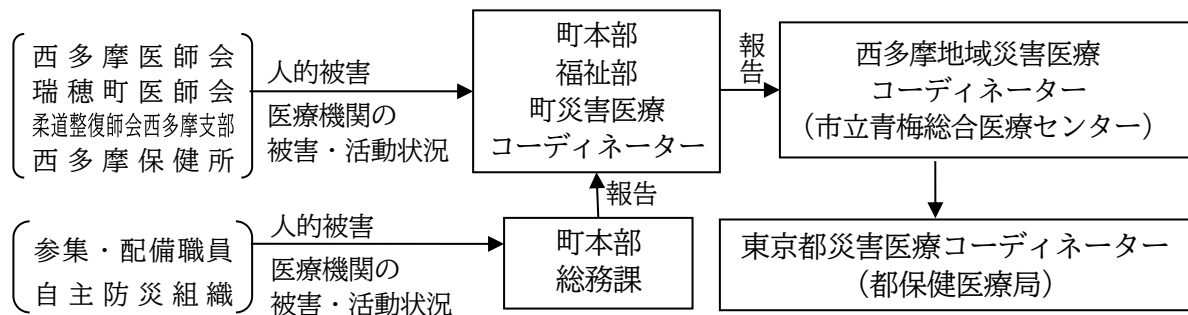 西多摩医師会
瑞穂町医師会
柔道整復師会西多摩支部
西多摩保健所
人的被害
医療機関の
被害・活動状況
町本部
福祉部
町災害医療
コーディネーター
報告
西多摩地域災害医療
コーディネーター
（市立青梅総合医療センター）
参集・配備職員
自主防災組織
人的被害
医療機関の
被害・活動状況
報告
町本部
総務課
東京都災害医療コーディネーター
（都保健医療局）